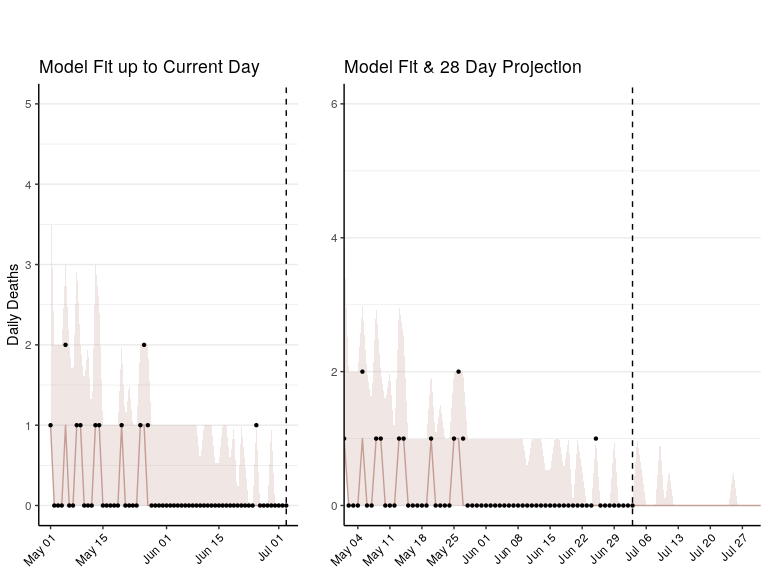 Model Fit up to Current Day
Model Fit & 28 Day Projection
Daily Deaths
5
4
3
2
1
0
May 01
May 15
Jun 01
Jun 15
Jul 01
6
4
2
0
May 04
May 11
May 18
May 25
Jun 01
Jun 08
Jun 15
Jun 22
Jun 29
Jul 06
Jul 13
Jul 20
Jul 27